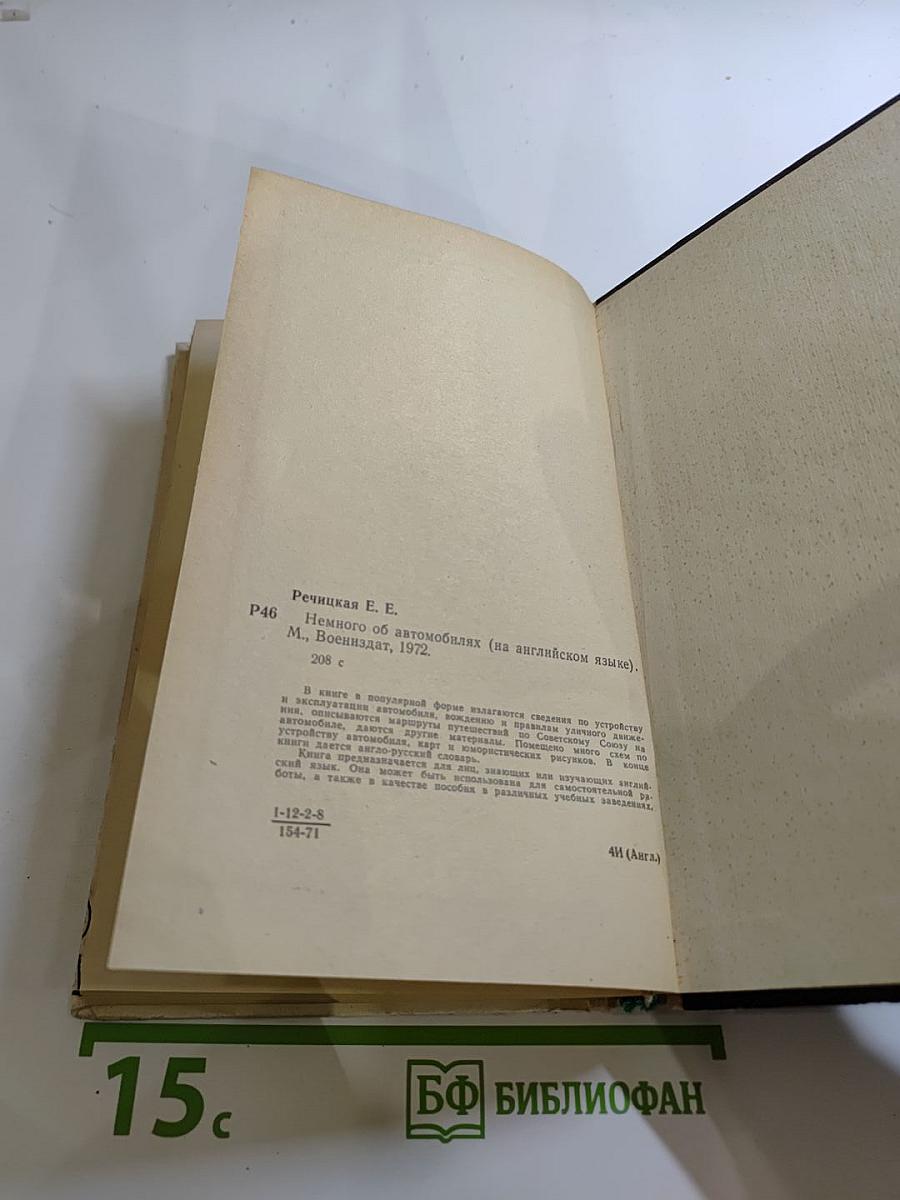 Речицкая Е. Е.
Р46 Немного об автомобилях (на английском языке).
М., Воениздат, 1972.
208 с
В книге в популярной форме излагаются сведения по устройству
и эксплуатации автомобиля, вождению и правилам уличного движе-
ния, описываются маршруты путешествий по Советскому Союзу на
автомобиле, даются другие материалы. Помещено много схем по
устройству автомобиля, карт и юмористических рисунков. В конце
книги дается англо-русский словарь.
Книга предназначается для лиц, знающих или изучающих англий-
ский язык. Она может быть использована для самостоятельной ра-
боты, а также в качестве пособия в различных учебных заведениях.
1-12-2-8
154-71
4И (Англ.)
15 с
БФ БИБЛИОФАН